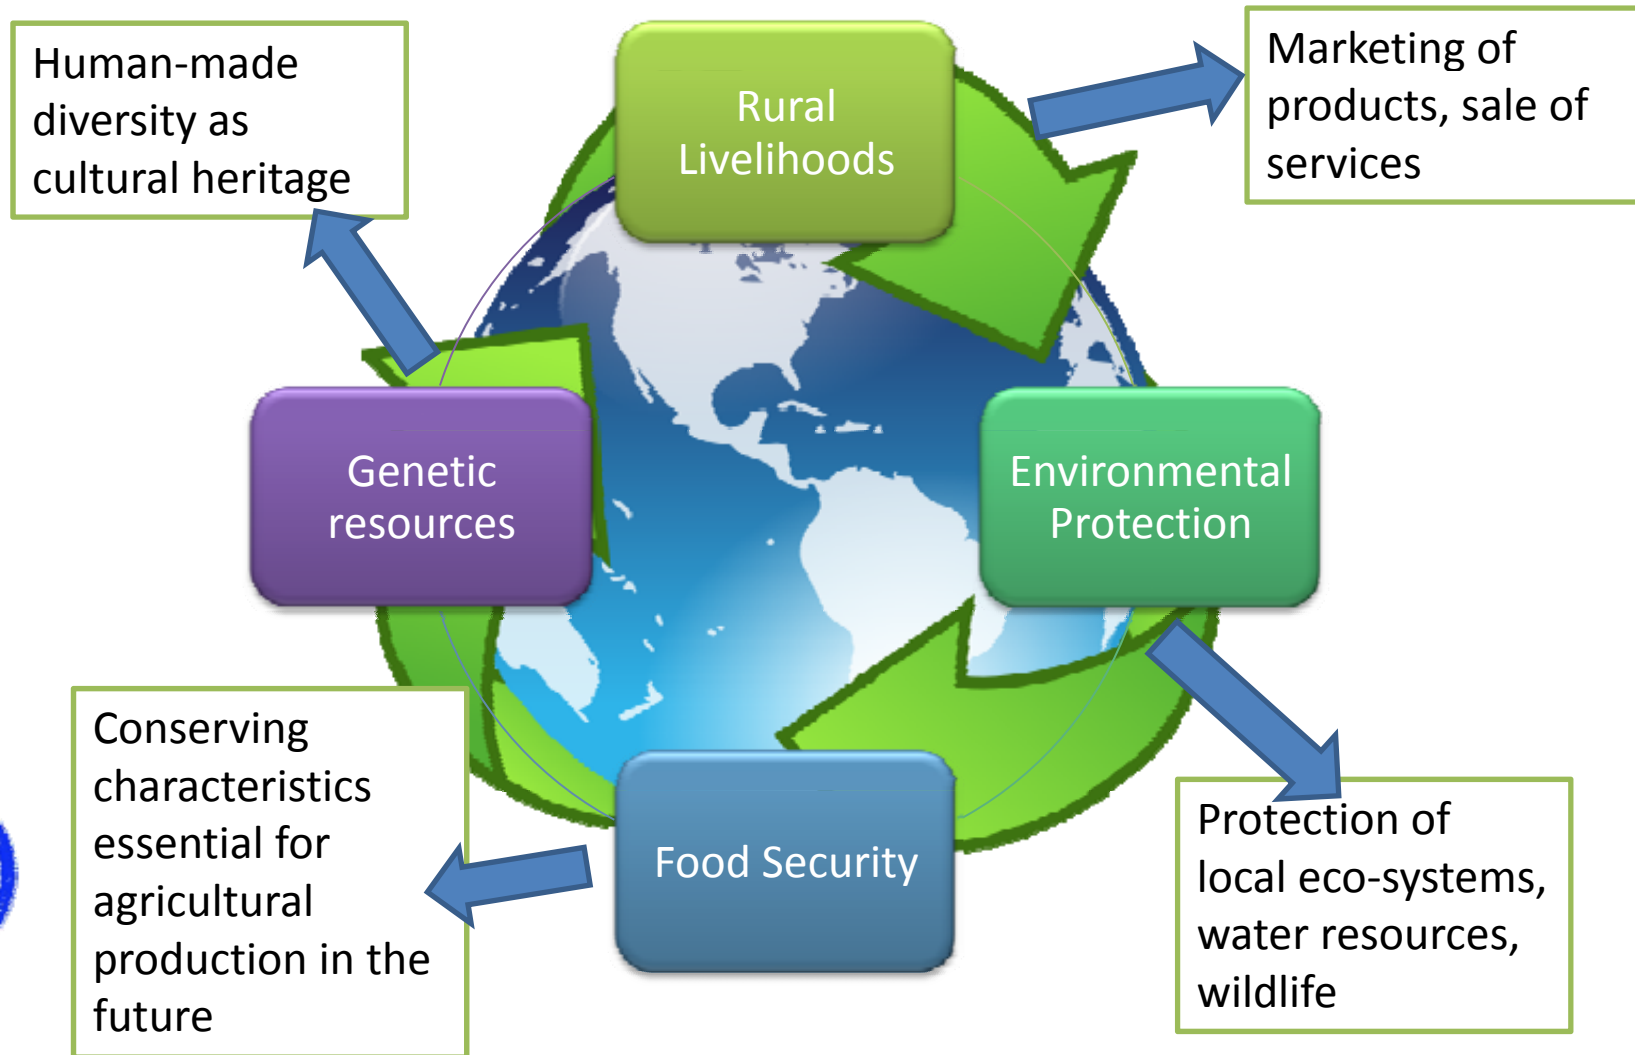 Human-made
diversity as
cultural heritage
Rural
Livelihoods
Marketing of
products, sale of
services
Genetic
resources
Environmental
Protection
Conserving
characteristics
essential for
agricultural
production in the
future
Food Security
Protection of
local eco-systems,
water resources,
wildlife